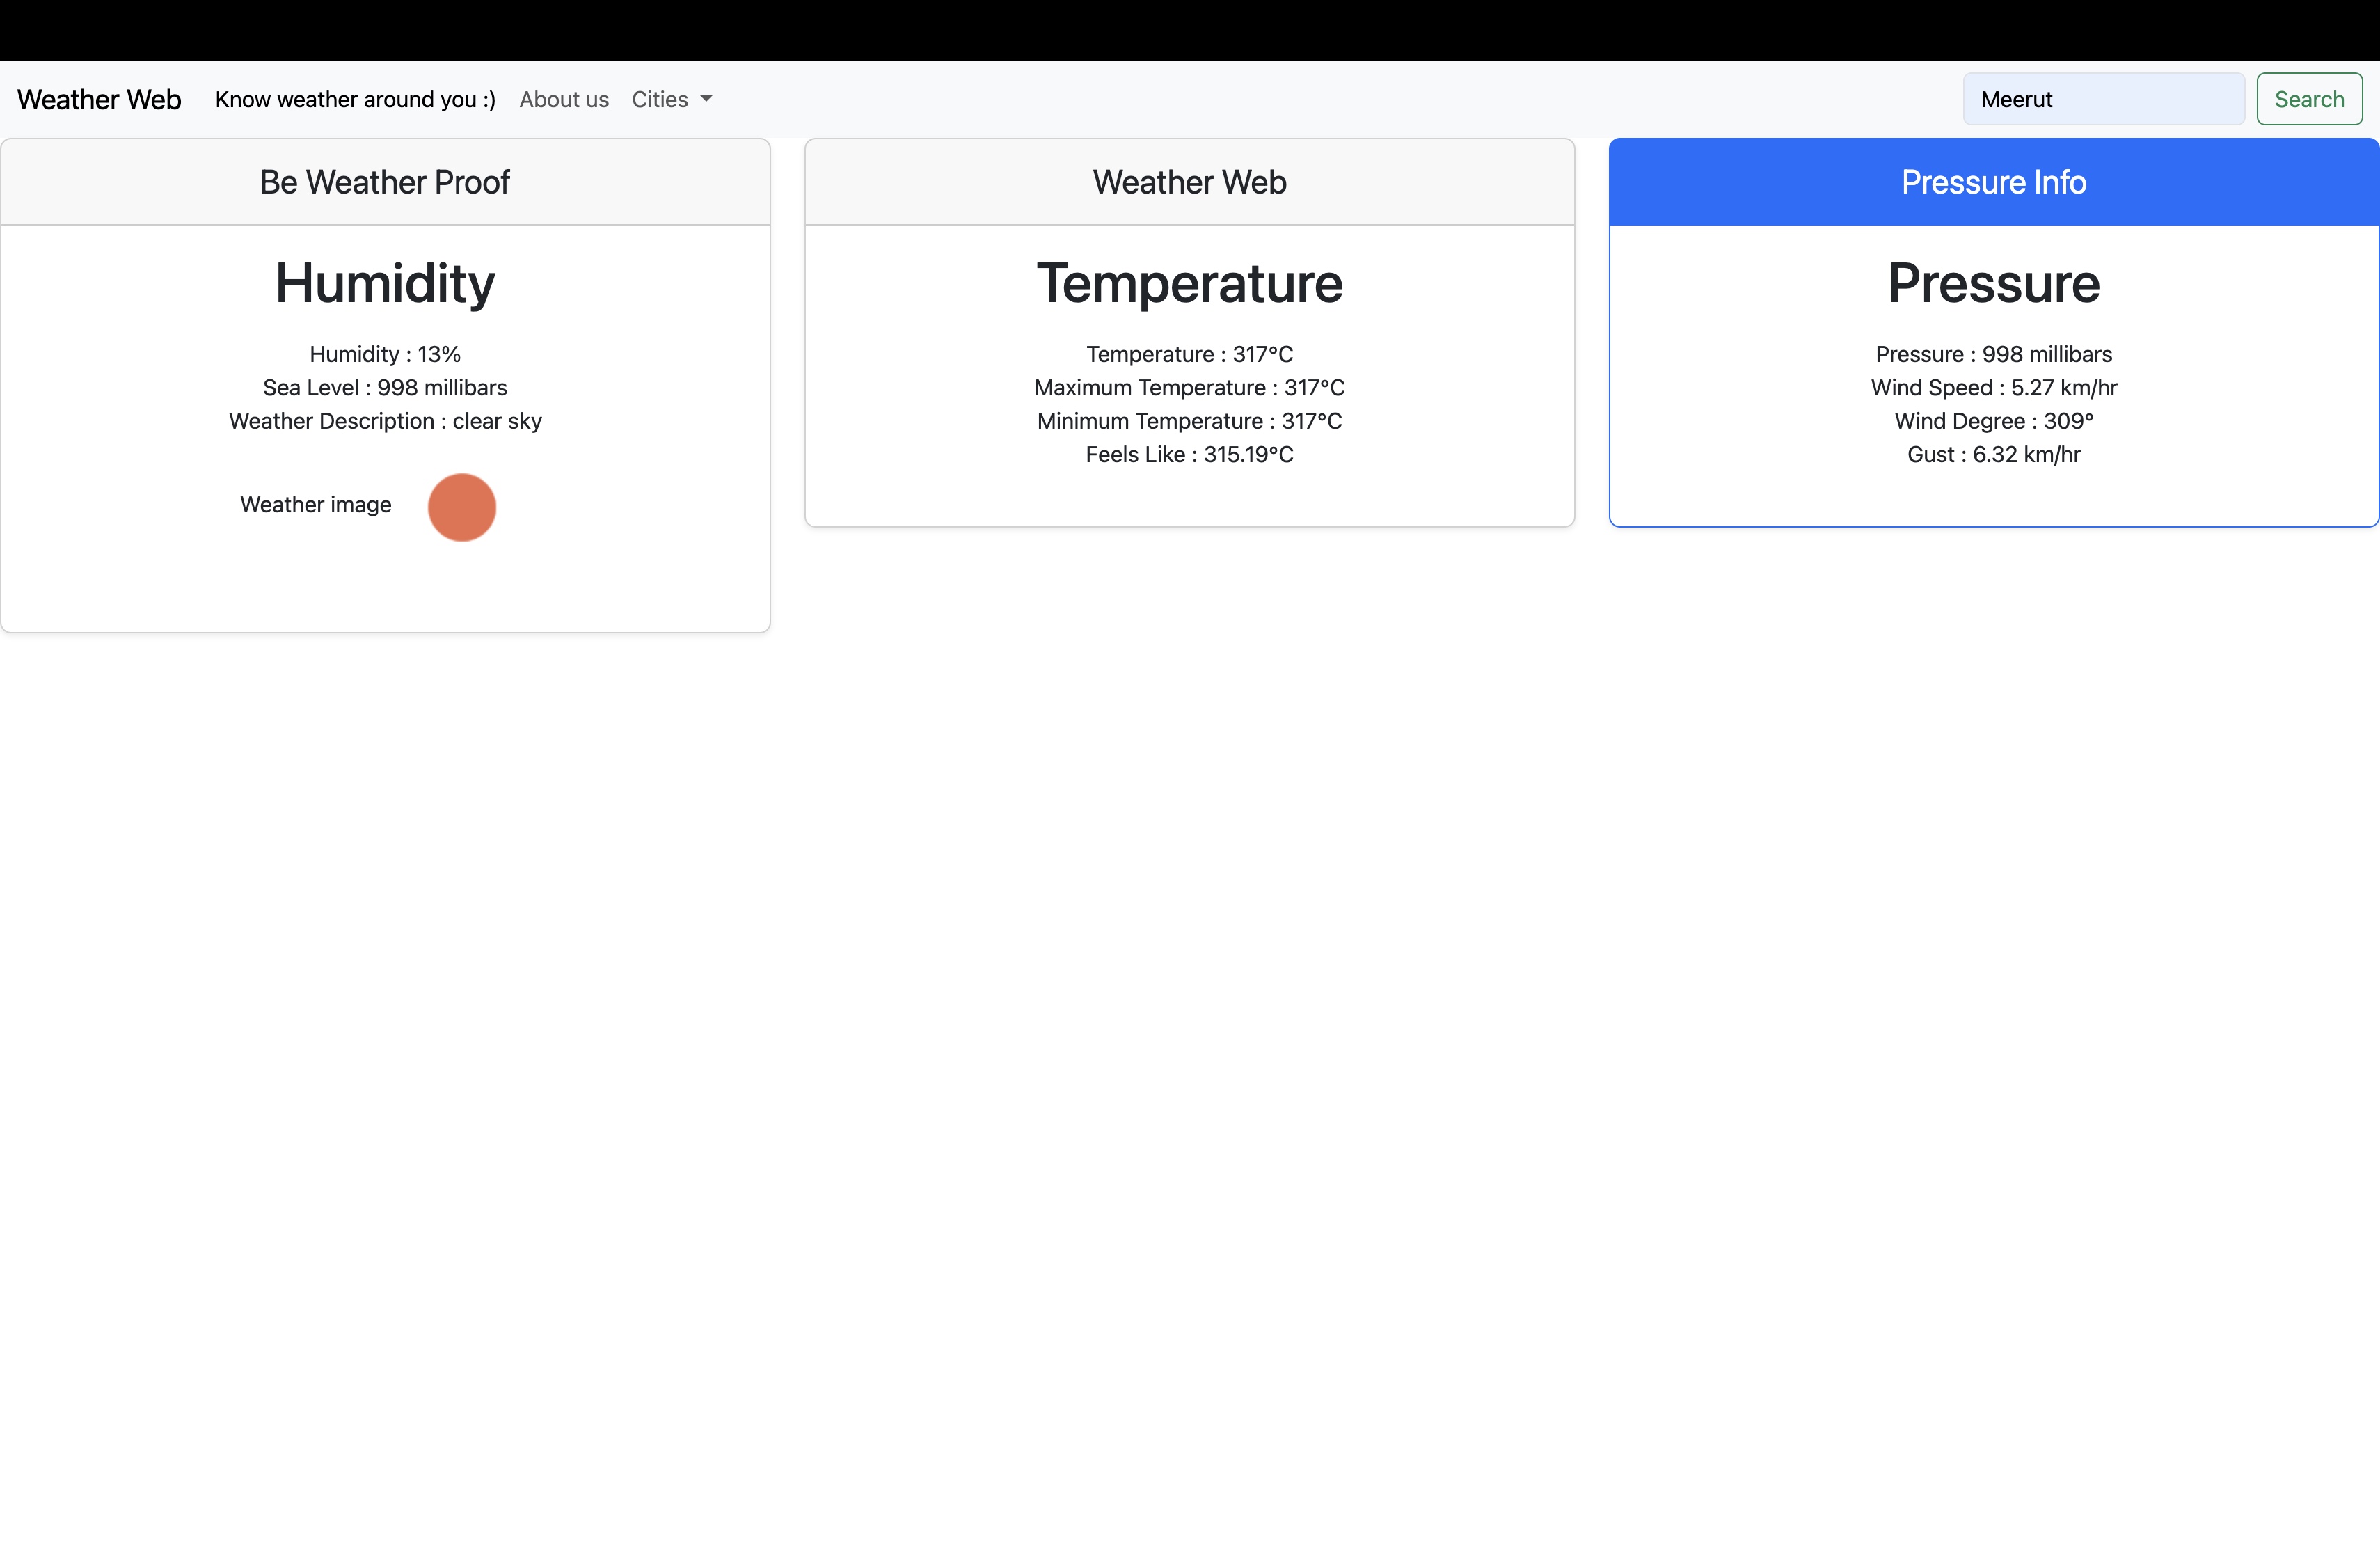 Weather Web Know weather around you :) About us Cities Meerut Search
Be Weather Proof
Humidity
Humidity : 13%
Sea Level : 998 millibars
Weather Description : clear sky
Weather image
Weather Web
Temperature
Temperature : 317°C
Maximum Temperature : 317°C
Minimum Temperature : 317°C
Feels Like : 315.19°C
Pressure Info
Pressure
Pressure : 998 millibars
Wind Speed : 5.27 km/hr
Wind Degree : 309°
Gust : 6.32 km/hr